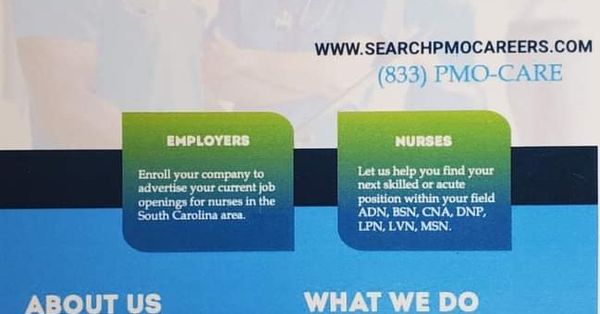 WWW.SEARCHPMOCAREERS.COM
(833) PMO-CARE
EMPLOYERS
Enroll your company to
advertise your current job
openings for nurses in the
South Carolina area.
NURSES
Let us help you find your
next skilled or acute
position within your field
ADN, BSN, CNA, DNP,
LPN, LVN, MSN.
ABOUT US
WHAT WE DO